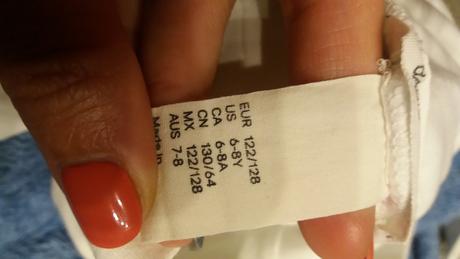 EUR 122/128
US 6-8Y
CA 6-8A
CN 130/64
MX 122/128
AUS 7-8
Made in